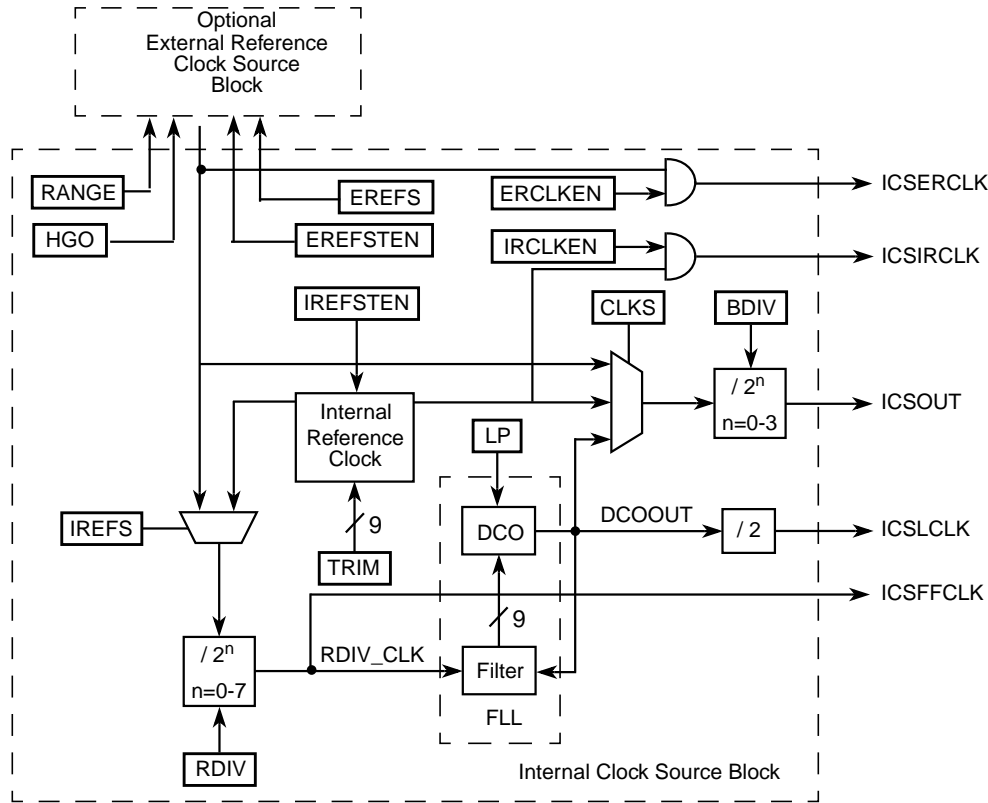 Optional
External Reference
Clock Source
Block
RANGE
HGO
EREFS
EREFSTEN
ERCLKEN
IRCLKEN
ICSERCLK
ICSIRCLK
IREFSTEN
CLKS
BDIV
Internal
Reference
Clock
/ 2ⁿ
n=0-3
ICSOUT
LP
IREFS
9
TRIM
DCO
DCOOUT
/ 2
ICSLCLK
ICSFFCLK
9
/ 2ⁿ
n=0-7
RDIV_CLK
Filter
FLL
RDIV
Internal Clock Source Block